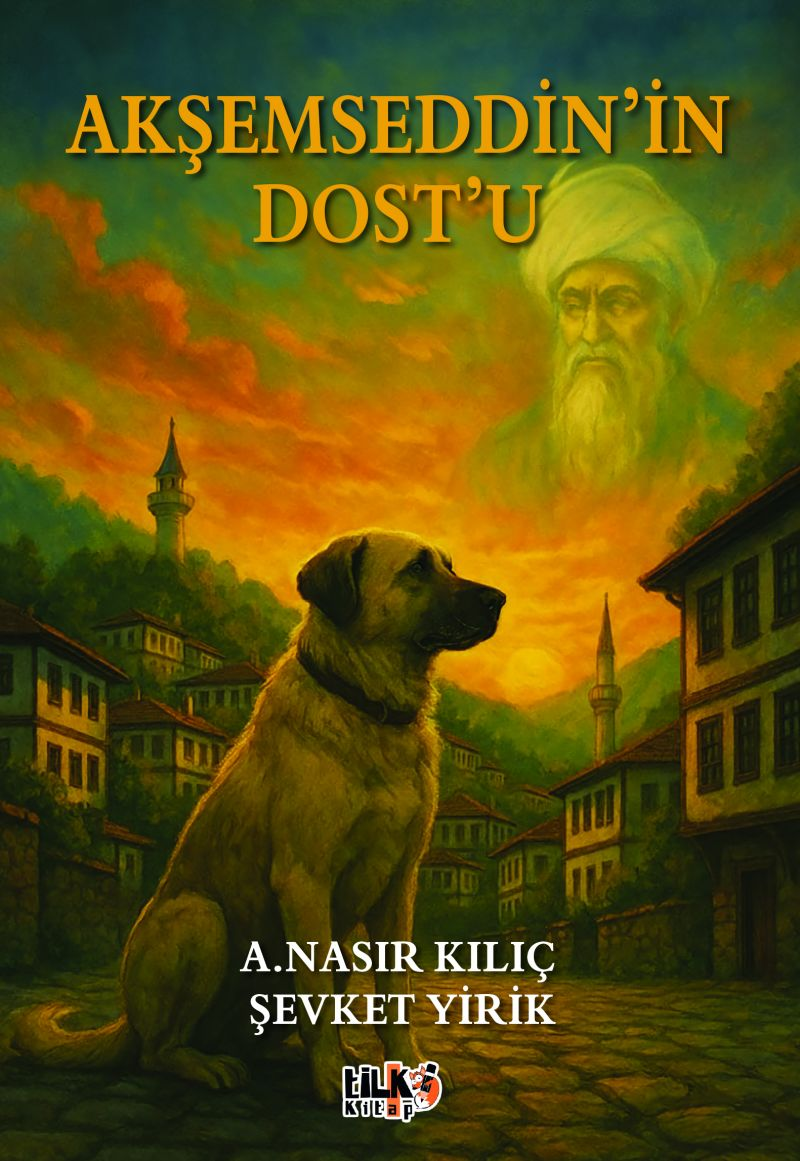 AKŞEMSEDDİN'İN
DOST'U
A.NASIR KILIÇ
ŞEVKET YİRİK
tiLKi
Kitap